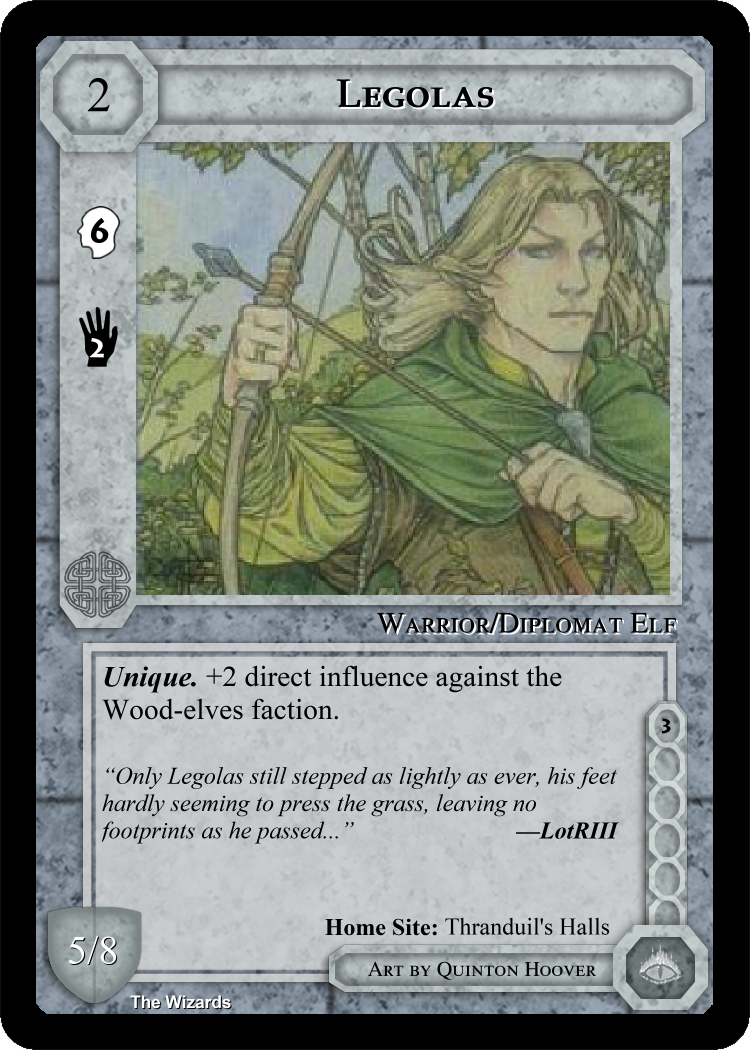 2
Legolas
6
2
Warrior/Diplomat Elf
Unique. +2 direct influence against the
Wood-elves faction.
3
“Only Legolas still stepped as lightly as ever, his feet
hardly seeming to press the grass, leaving no
footprints as he passed...” —LotRIII
Home Site: Thranduil's Halls
5/8
Art by Quinton Hoover
The Wizards